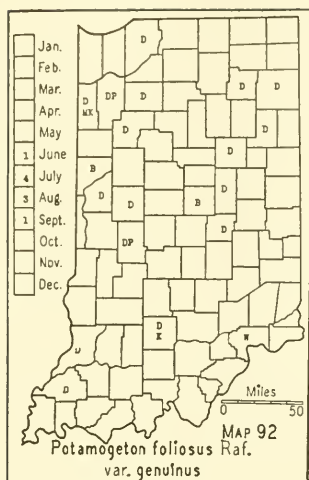 Jan.
Feb.
Mar.
Apr.
May
1 June
4 July
3 Aug.
1 Sept.
Oct.
Nov.
Dec.
D
D DP D D D
MK
D D
B D
D D B
D
DP
D
K
W
D
Miles
0 50
MAP 92
Potamogeton foliosus Raf.
var. genuinus